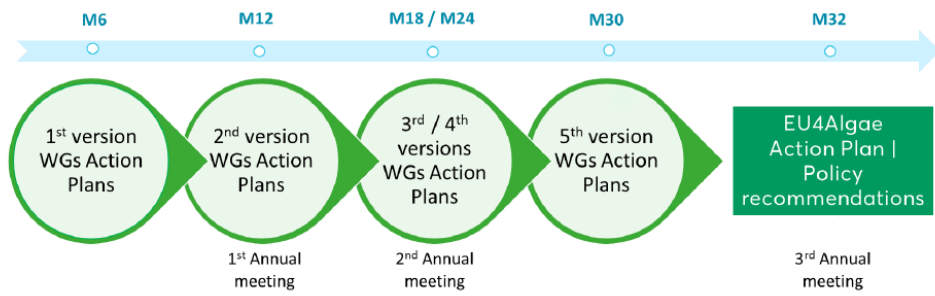 M6
M12
M18 / M24
M30
M32
1st version
WGs Action
Plans
2nd version
WGs Action
Plans
3rd / 4th
versions
WGs Action
Plans
5th version
WGs Action
Plans
EU4Algae
Action Plan |
Policy
recommendations
1st Annual
meeting
2nd Annual
meeting
3rd Annual
meeting